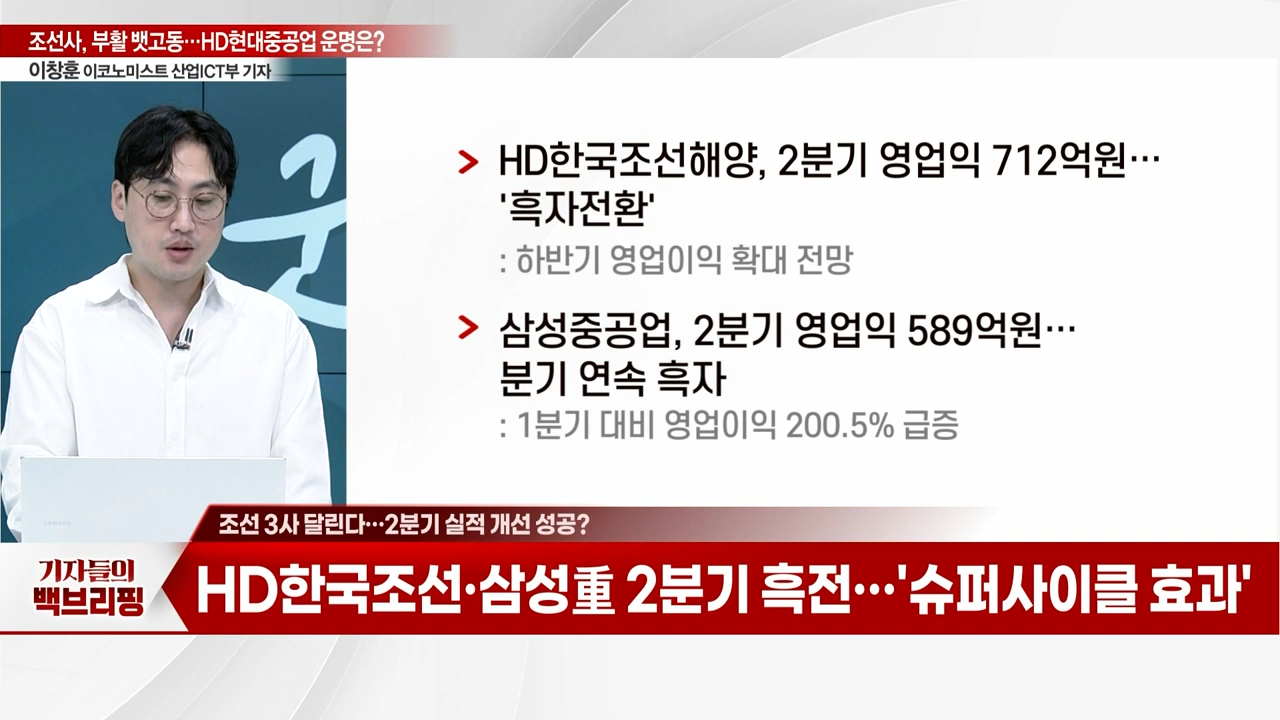 조선사, 부활 뱃고동…HD현대중공업 운명은?
이창훈 이코노미스트 산업ICT부 기자
HD한국조선해양, 2분기 영업익 712억원…
'흑자전환'
: 하반기 영업이익 확대 전망
삼성중공업, 2분기 영업익 589억원…
분기 연속 흑자
: 1분기 대비 영업이익 200.5% 급증
조선 3사 달린다…2분기 실적 개선 성공?
기자들의
백브리핑
HD한국조선·삼성重 2분기 흑전…'슈퍼사이클 효과'